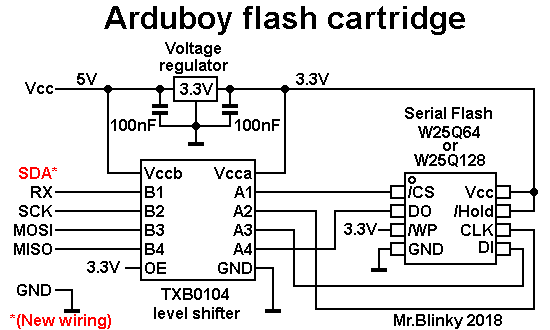 Arduboy flash cartridge
Voltage
regulator
Vcc 5V 3.3V 3.3V
100nF 100nF
Serial Flash
W25Q64
or
W25Q128
SDA* Vccb Vcca /CS Vcc
RX B1 A1 DO /Hold
SCK B2 A2 3.3V /WP CLK
MOSI B3 A3 GND DI
MISO B4 A4
3.3V OE GND
GND TXB0104
*(New wiring) level shifter Mr.Blinky 2018